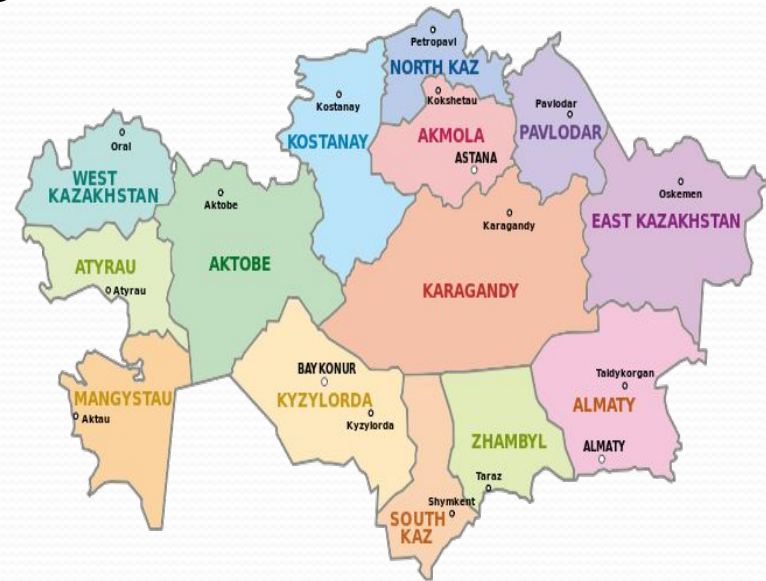 Petropavl
NORTH KAZ
Kostanay
Kokshetau
Pavlodar
KOSTANAY
AKMOLA
PAVLODAR
Oral
ASTANA
WEST
KAZAKHSTAN
Aktobe
Oskemen
Karagandy
EAST KAZAKHSTAN
ATYRAU
AKTOBE
Atyrau
KARAGANDY
BAYKONUR
Taldykorgan
MANGYSTAU
KYZYLORDA
ALMATY
Aktau
Kyzylorda
ZHAMBYL
ALMATY
Taraz
Shymkent
SOUTH
KAZ